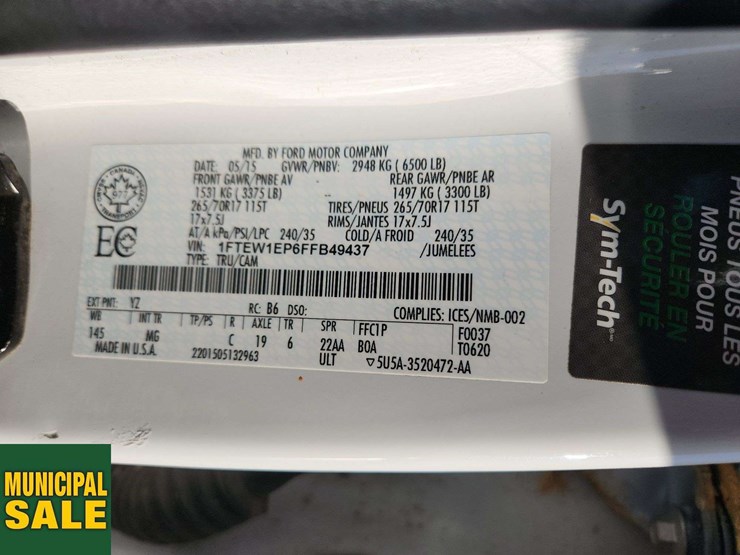 MFD. BY FORD MOTOR COMPANY
DATE: 05/15 GVWR/PNBV: 2948 KG ( 6500 LB)
FRONT GAWR/PNBE AV REAR GAWR/PNBE AR
1531 KG ( 3375 LB) 1497 KG ( 3300 LB)
265/70R17 115T TIRES/PNEUS 265/70R17 115T
17x7.5J RIMS/JANTES 17x7.5J
AT/A kPa/PSI/LPC 240/35 COLD/A FROID 240/35
VIN: 1FTEW1EP6FFB49437 /JUMELEES
TYPE: TRU/CAM
EXT PNT: YZ RC: B6 DSO: COMPLIES: ICES/NMB-002
WB INT TR TP/PS R AXLE TR SPR FFC1P F0037
145 MG C 19 6 22AA BOA T0620
MADE IN U.S.A. 2201505132963 ULT ▽5U5A-3520472-AA
EC
Sym-Tech
PNEUS TOUS LES
MOIS POUR
ROULER EN
SÉCURITÉ
MUNICIPAL
SALE